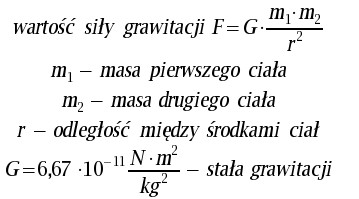 wartość siły grawitacji F = G · m₁·m₂ / r²
m₁ – masa pierwszego ciała
m₂ – masa drugiego ciała
r – odległość między środkami ciał
G = 6,67 · 10⁻¹¹ N·m² / kg² – stała grawitacji